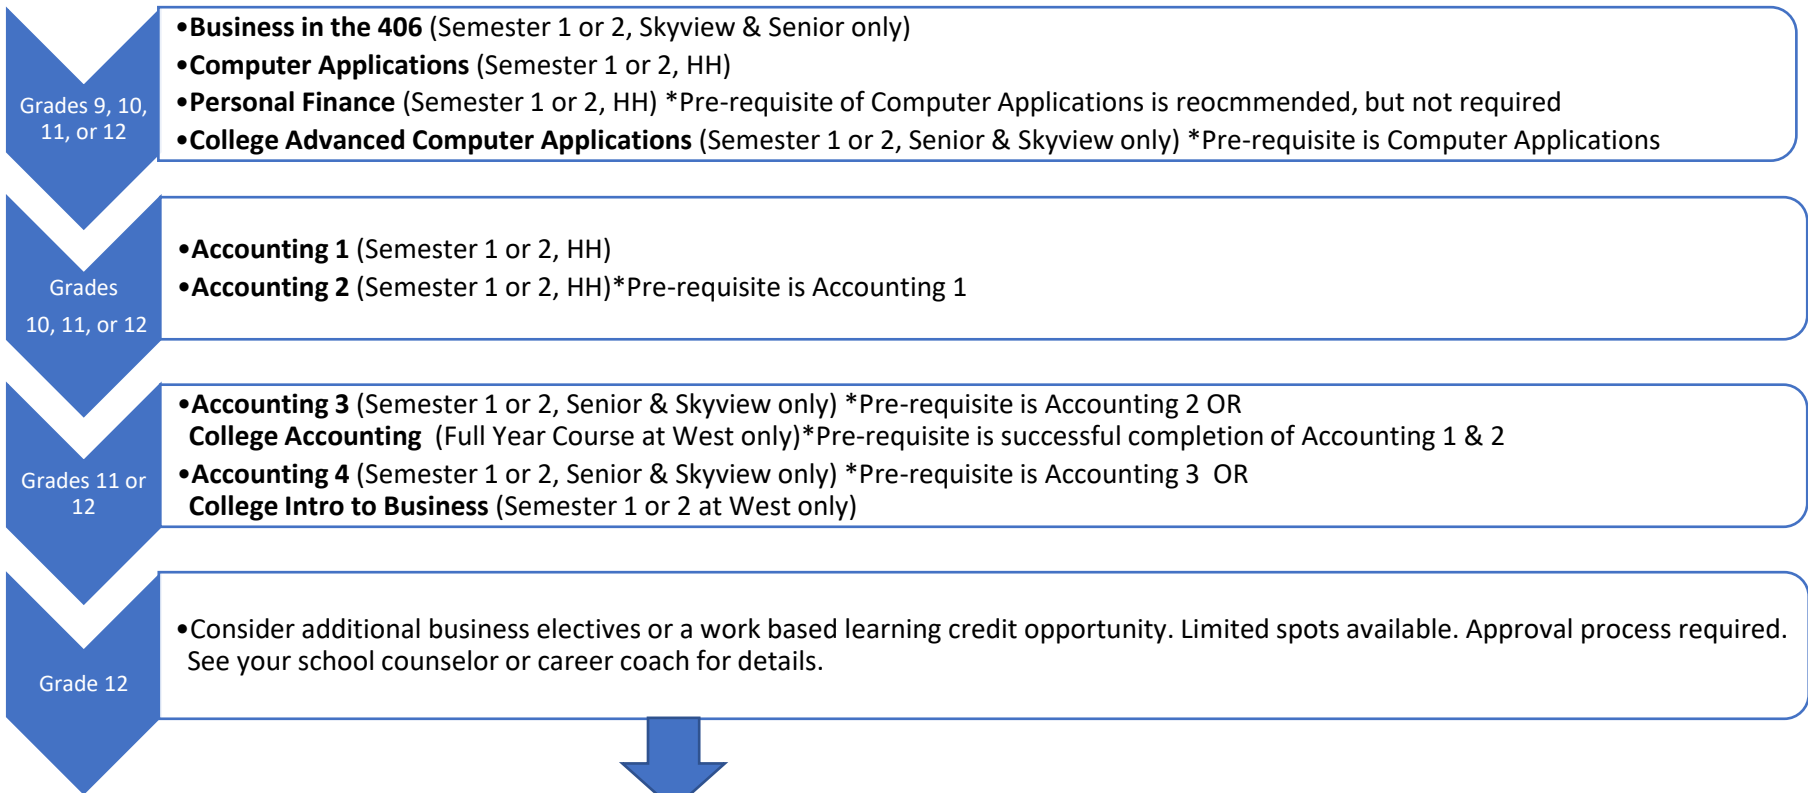 Grades 9, 10,
11, or 12
•Business in the 406 (Semester 1 or 2, Skyview & Senior only)
•Computer Applications (Semester 1 or 2, HH)
•Personal Finance (Semester 1 or 2, HH) *Pre-requisite of Computer Applications is reocmmended, but not required
•College Advanced Computer Applications (Semester 1 or 2, Senior & Skyview only) *Pre-requisite is Computer Applications
Grades
10, 11, or 12
•Accounting 1 (Semester 1 or 2, HH)
•Accounting 2 (Semester 1 or 2, HH)*Pre-requisite is Accounting 1
Grades 11 or
12
•Accounting 3 (Semester 1 or 2, Senior & Skyview only) *Pre-requisite is Accounting 2 OR
College Accounting (Full Year Course at West only)*Pre-requisite is successful completion of Accounting 1 & 2
•Accounting 4 (Semester 1 or 2, Senior & Skyview only) *Pre-requisite is Accounting 3 OR
College Intro to Business (Semester 1 or 2 at West only)
Grade 12
•Consider additional business electives or a work based learning credit opportunity. Limited spots available. Approval process required.
See your school counselor or career coach for details.